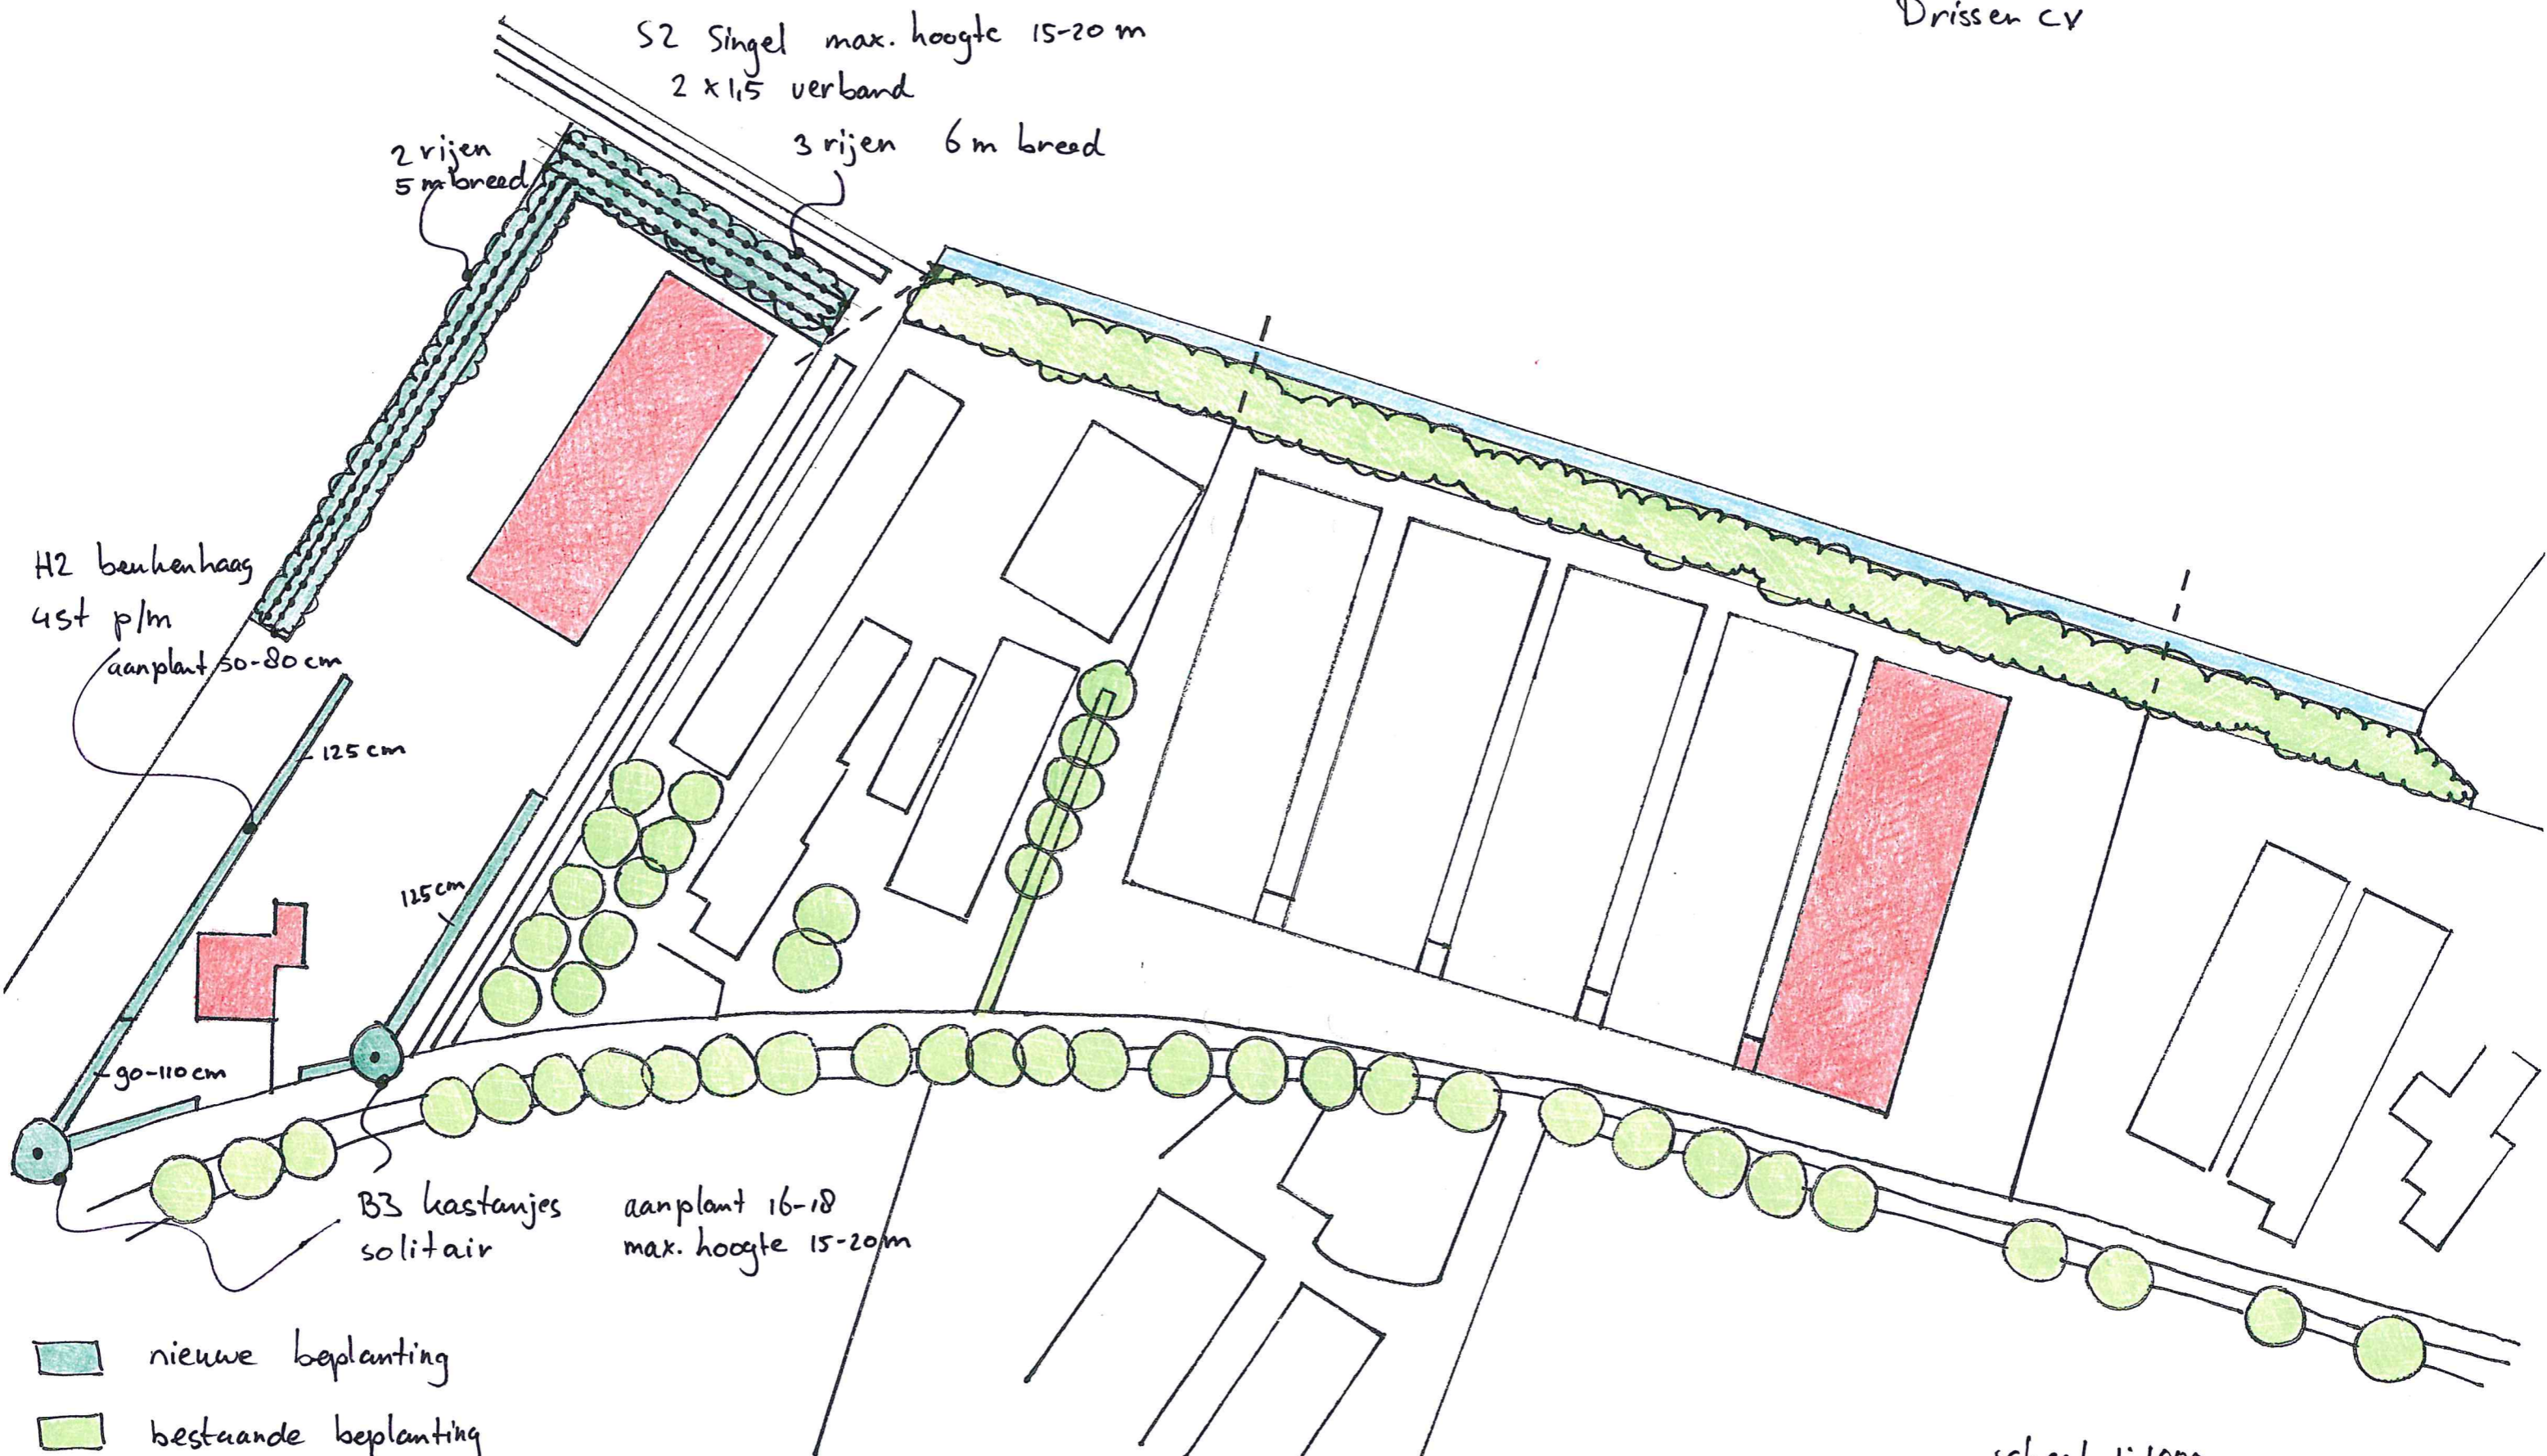 Drissen cv
S2 Singel max. hoogte 15-20 m
2 x 1,5 verband
3 rijen 6 m breed
2 rijen
5 m breed
H2 beukenhaag
4st p/m
aanplant 50-80 cm
125 cm
125 cm
90-110 cm
B3 kastanjes aanplant 16-18
solitair max. hoogte 15-20 m
nieuwe beplanting
bestaande beplanting